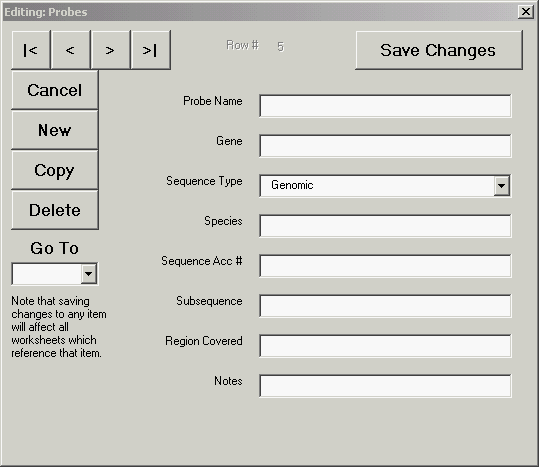 Editing: Probes
|< < > >| Row # 5 Save Changes
Cancel
New
Copy
Delete
Go To
Note that saving
changes to any item
will affect all
worksheets which
reference that item.
Probe Name
Gene
Sequence Type Genomic
Species
Sequence Acc #
Subsequence
Region Covered
Notes